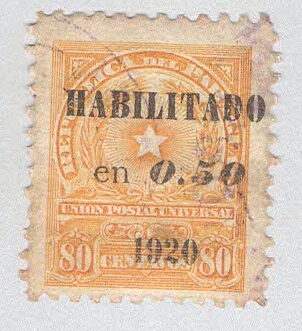 REPUBLICA DEL
HABILITADO
en 0.50
UNION POSTAL UNIVERSAL
1920
80 80